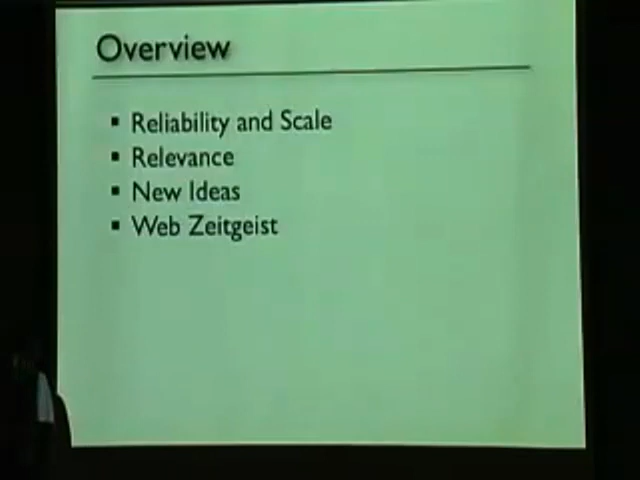 Overview
▪ Reliability and Scale
▪ Relevance
▪ New Ideas
▪ Web Zeitgeist